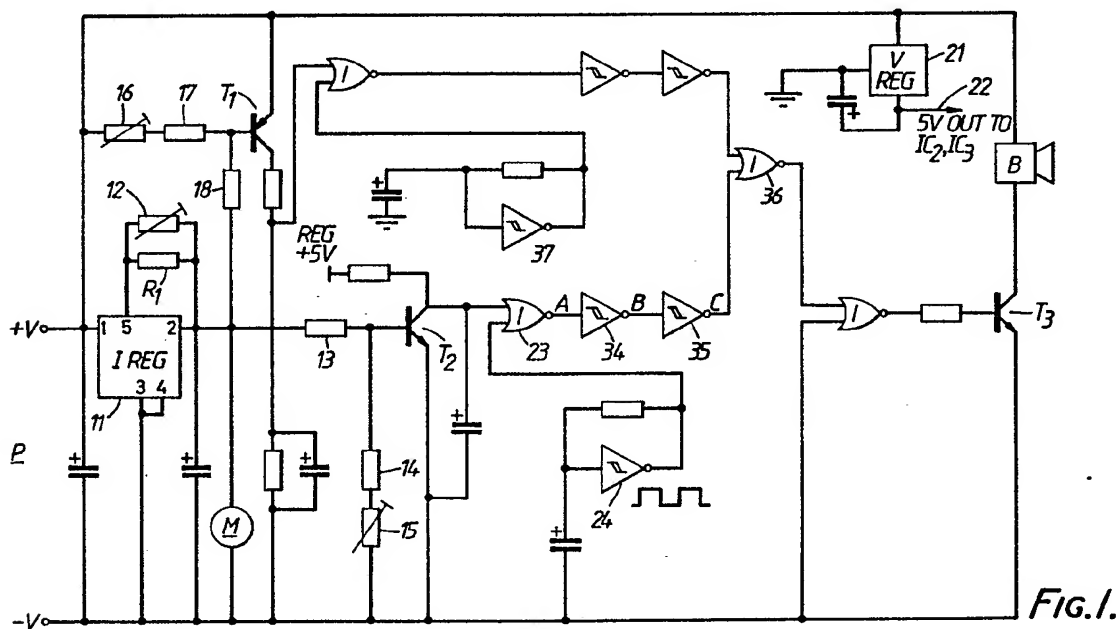 V REG
21
22
5V OUT TO
IC2, IC3
16
17
T1
I
B
18
12
I
36
37
REG
+5V
R1
13
T2
I
23
A
34
B
35
C
T3
I
+V
1
5
2
I REG
3
4
11
P
+
14
15
24
M
-V
FIG.1.